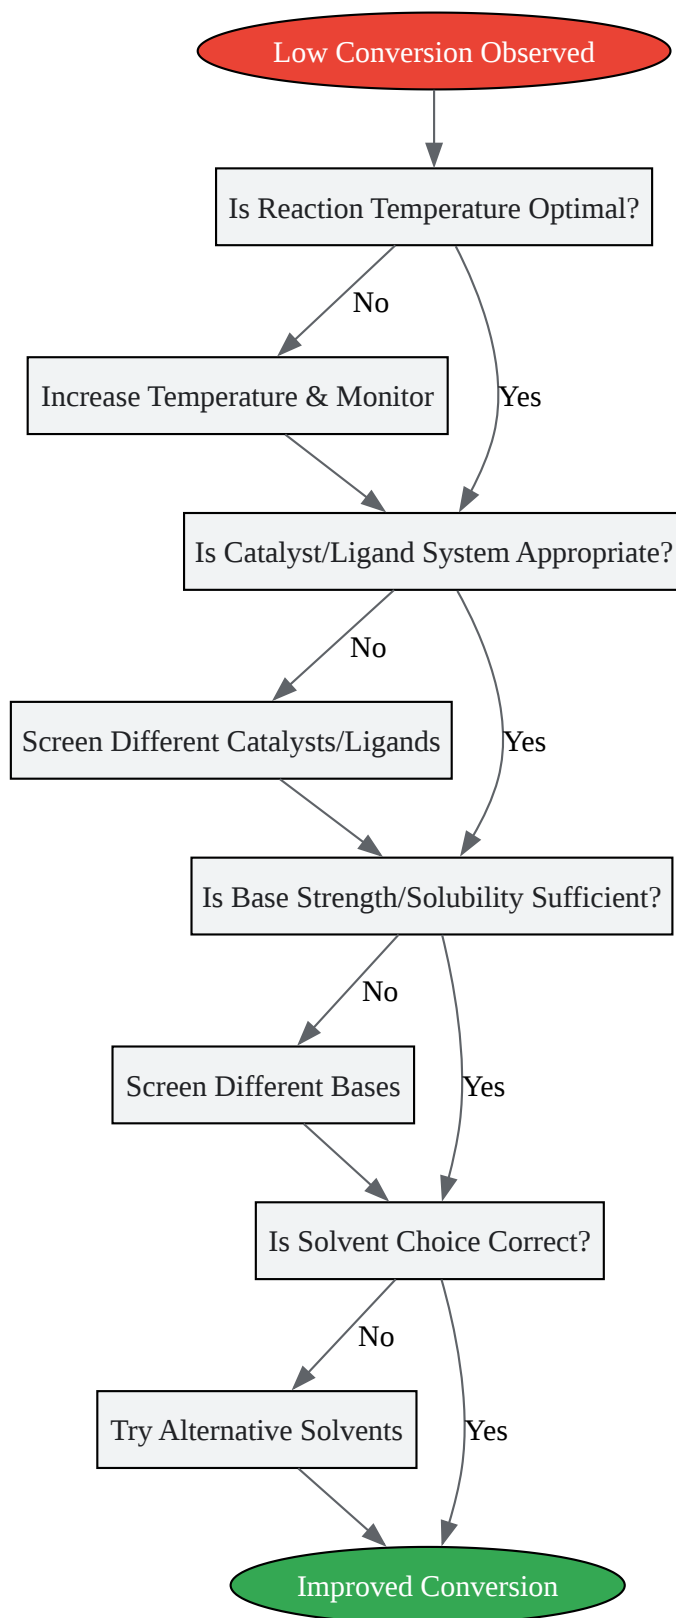 Low Conversion Observed
Is Reaction Temperature Optimal?
No
Increase Temperature & Monitor
Yes
Is Catalyst/Ligand System Appropriate?
No
Screen Different Catalysts/Ligands
Yes
Is Base Strength/Solubility Sufficient?
No
Screen Different Bases
Yes
Is Solvent Choice Correct?
No
Try Alternative Solvents
Yes
Improved Conversion